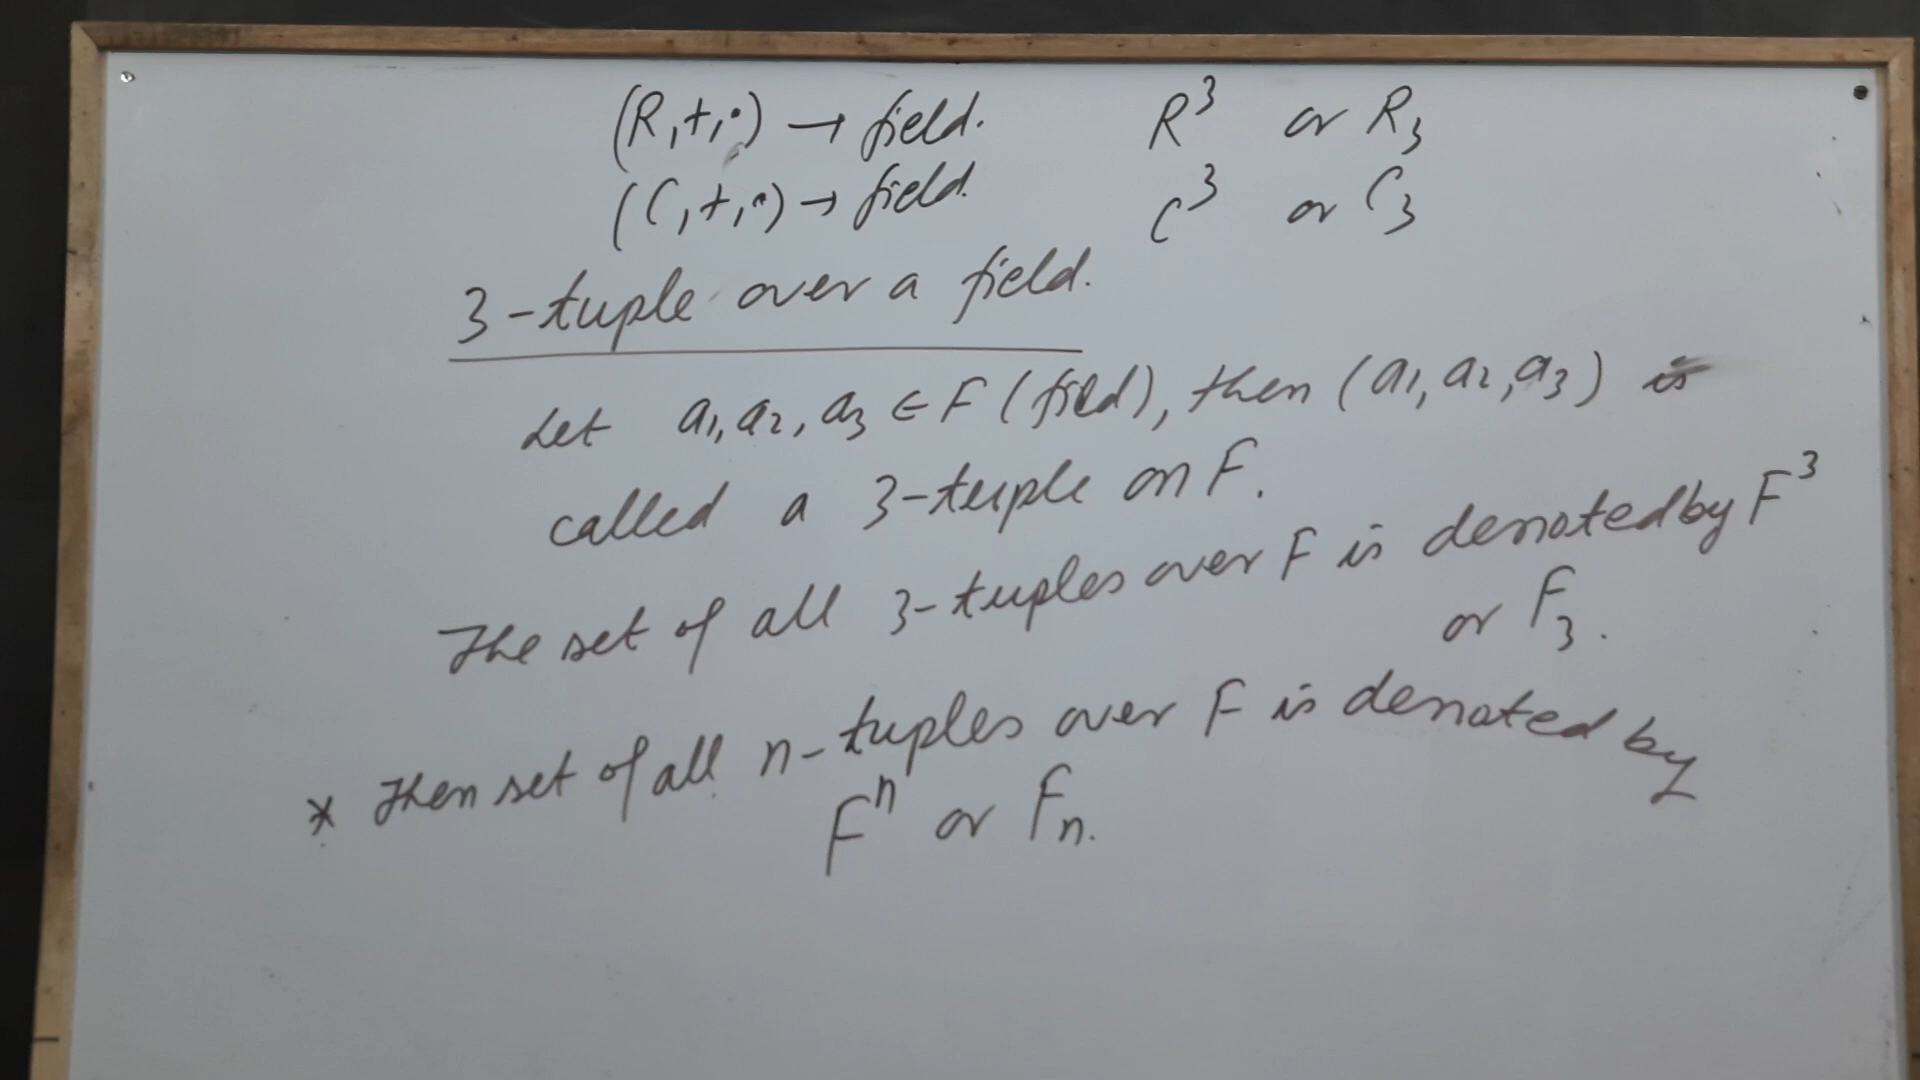 (R,+,·) → field. R³ or R₃
(C,+,·) → field. C³ or C₃
3-tuple over a field.
Let a₁, a₂, a₃ ∈ F (field), then (a₁, a₂, a₃) is
called a 3-tuple on F.
The set of all 3-tuples over F is denoted by F³
or F₃.
* Then set of all n-tuples over F is denoted by
Fⁿ or Fₙ.